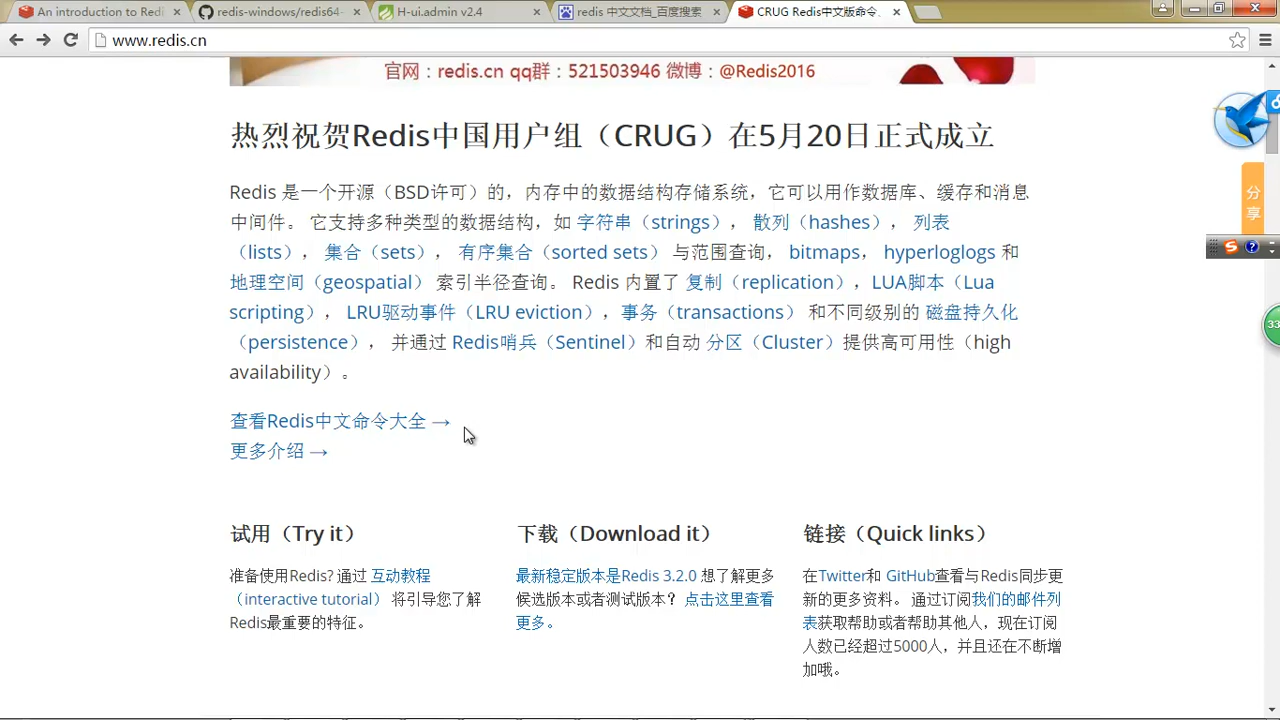 An introduction to Redi
redis-windows/redis64-
H-ui.admin v2.4
redis 中文文档_百度搜索
CRUG Redis中文版命令、
www.redis.cn
官网：redis.cn qq群：521503946 微博：@Redis2016
热烈祝贺Redis中国用户组（CRUG）在5月20日正式成立
Redis 是一个开源（BSD许可）的，内存中的数据结构存储系统，它可以用作数据库、缓存和消息
中间件。 它支持多种类型的数据结构，如 字符串（strings）， 散列（hashes）， 列表
（lists）， 集合（sets）， 有序集合（sorted sets） 与范围查询， bitmaps， hyperloglogs 和
地理空间（geospatial） 索引半径查询。 Redis 内置了 复制（replication），LUA脚本（Lua
scripting）， LRU驱动事件（LRU eviction），事务（transactions） 和不同级别的 磁盘持久化
（persistence）， 并通过 Redis哨兵（Sentinel）和自动 分区（Cluster）提供高可用性（high
availability）。
查看Redis中文命令大全 →
更多介绍 →
试用（Try it）
准备使用Redis? 通过 互动教程
（interactive tutorial） 将引导您了解
Redis最重要的特征。
下载（Download it）
最新稳定版本是Redis 3.2.0 想了解更多
候选版本或者测试版本？ 点击这里查看
更多。
链接（Quick links）
在Twitter和 GitHub查看与Redis同步更
新的更多资料。 通过订阅我们的邮件列
表获取帮助或者帮助其他人，现在订阅
人数已经超过5000人，并且还在不断增
加哦。
分
享
33